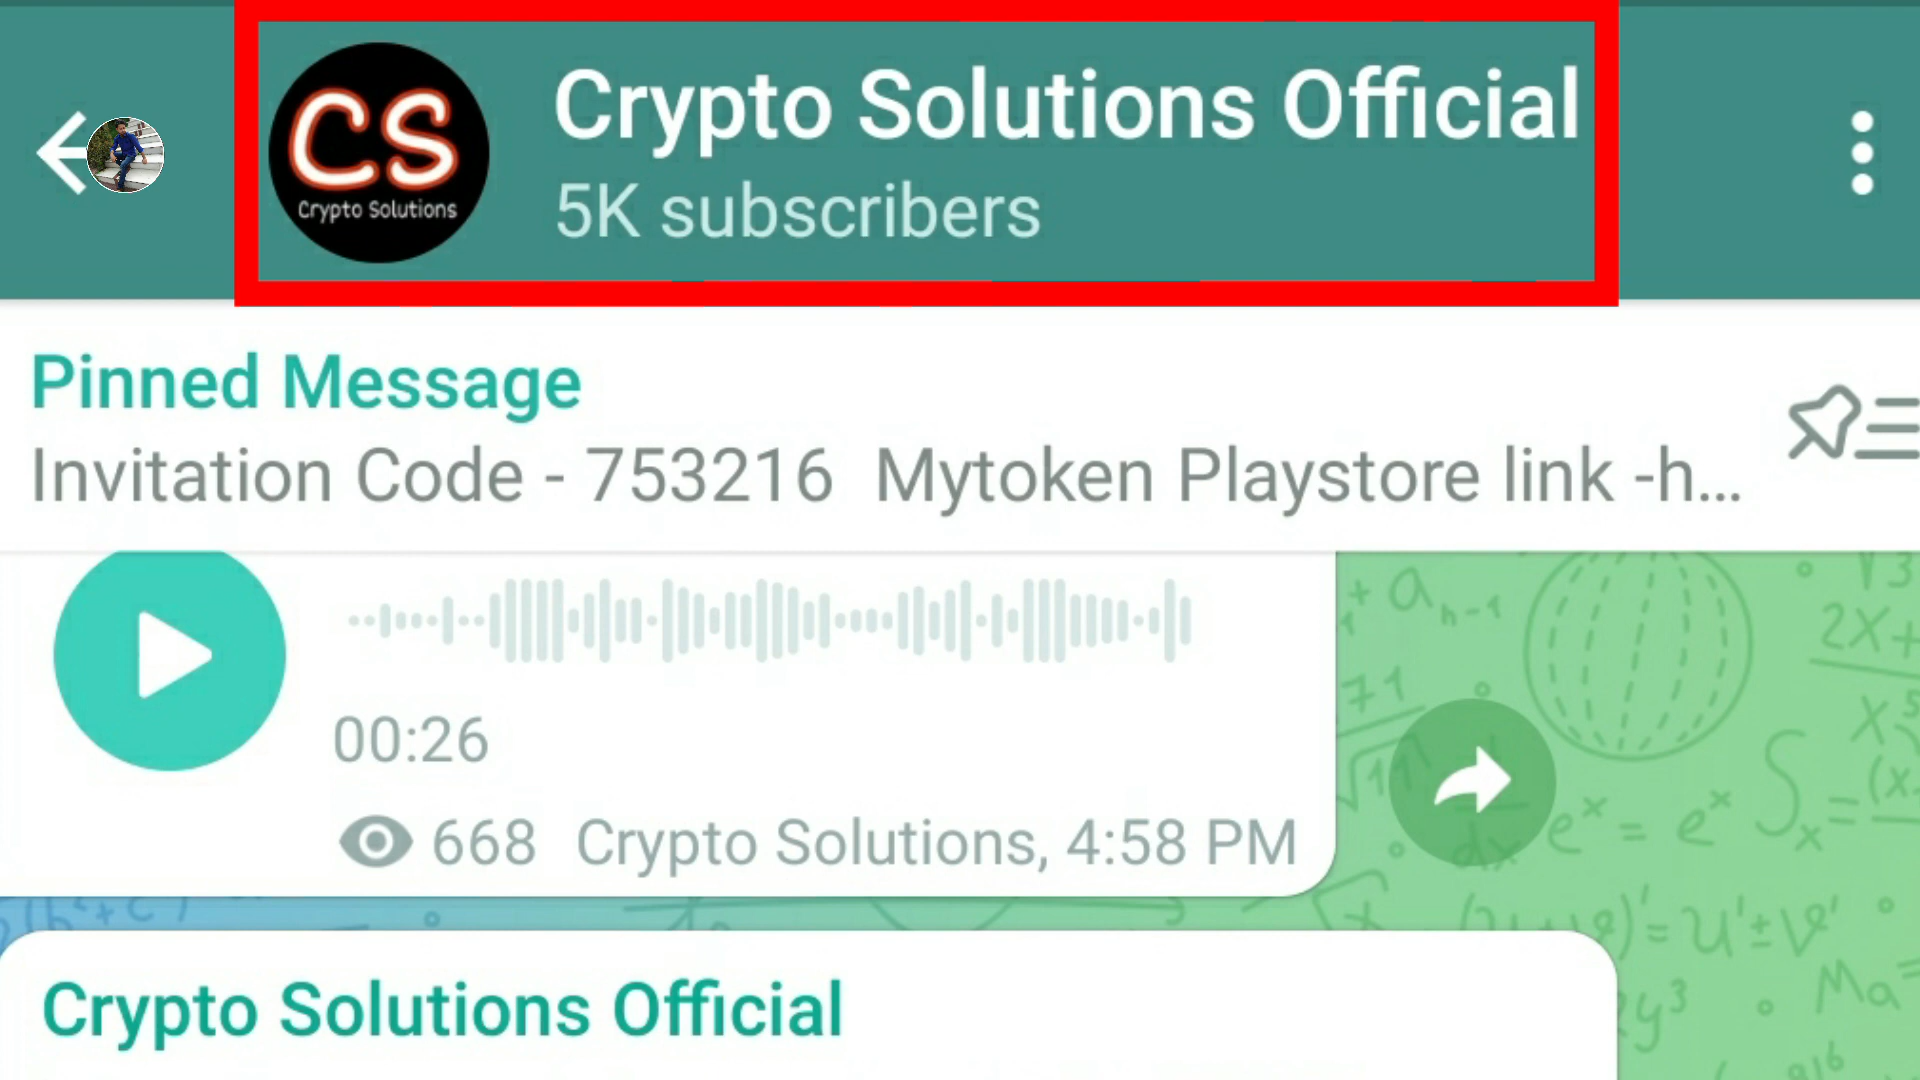 CS
Crypto Solutions
Crypto Solutions Official
5K subscribers
Pinned Message
Invitation Code - 753216 Mytoken Playstore link -h...
00:26
668 Crypto Solutions, 4:58 PM
Crypto Solutions Official